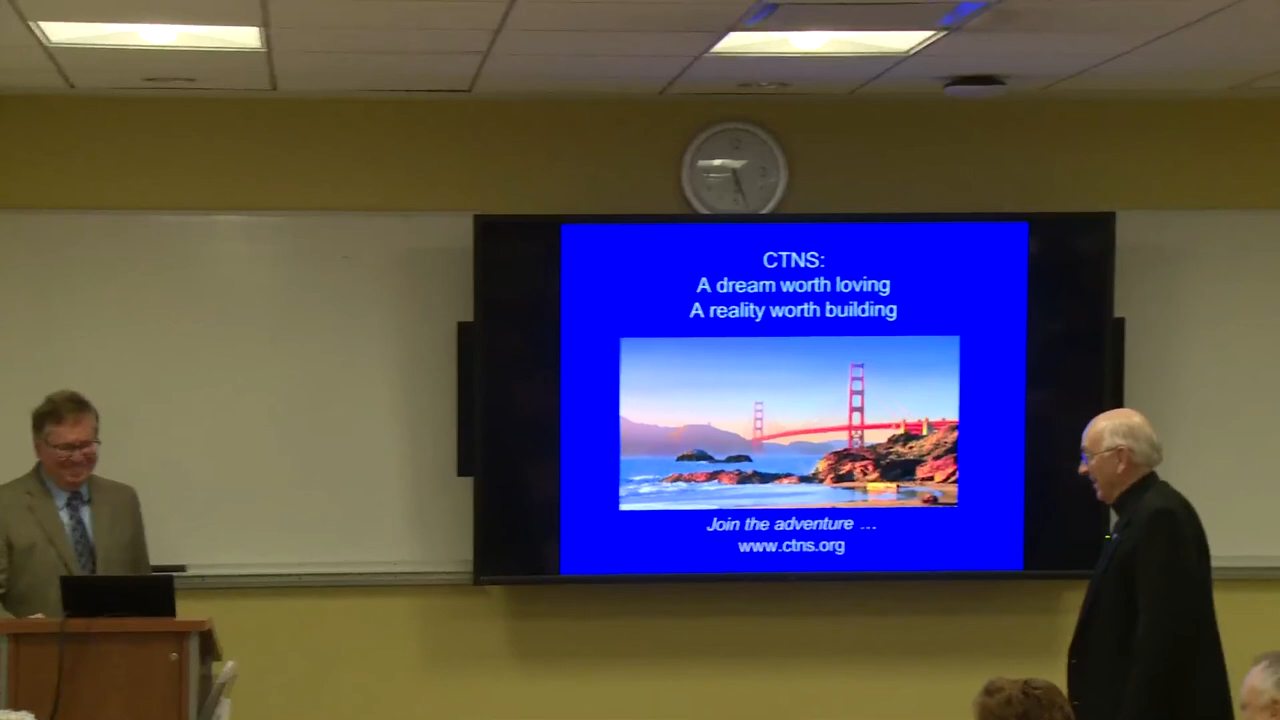 CTNS:
A dream worth loving
A reality worth building
Join the adventure ...
www.ctns.org